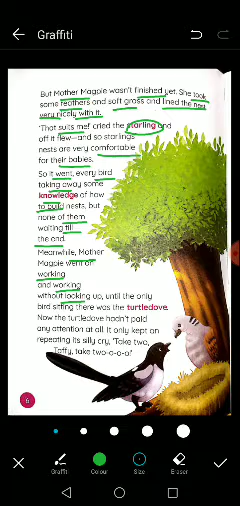 Graffiti
But Mother Magpie wasn't finished yet. She took
some feathers and soft grass and lined the nest
very nicely with it.
'That suits me!' cried the starling and
off it flew—and so starlings'
nests are very comfortable
for their babies.
So it went, every bird
taking away some
knowledge of how
to build nests, but
none of them
waiting till
the end.
Meanwhile, Mother
Magpie went on
working
and working
without looking up, until the only
bird sitting there was the turtledove.
Now the turtledove hadn't paid
any attention at all. It only kept on
repeating its silly cry, 'Take two,
Taffy, take two-o-o-o!'
6
Graffiti
Colour
Size
Eraser